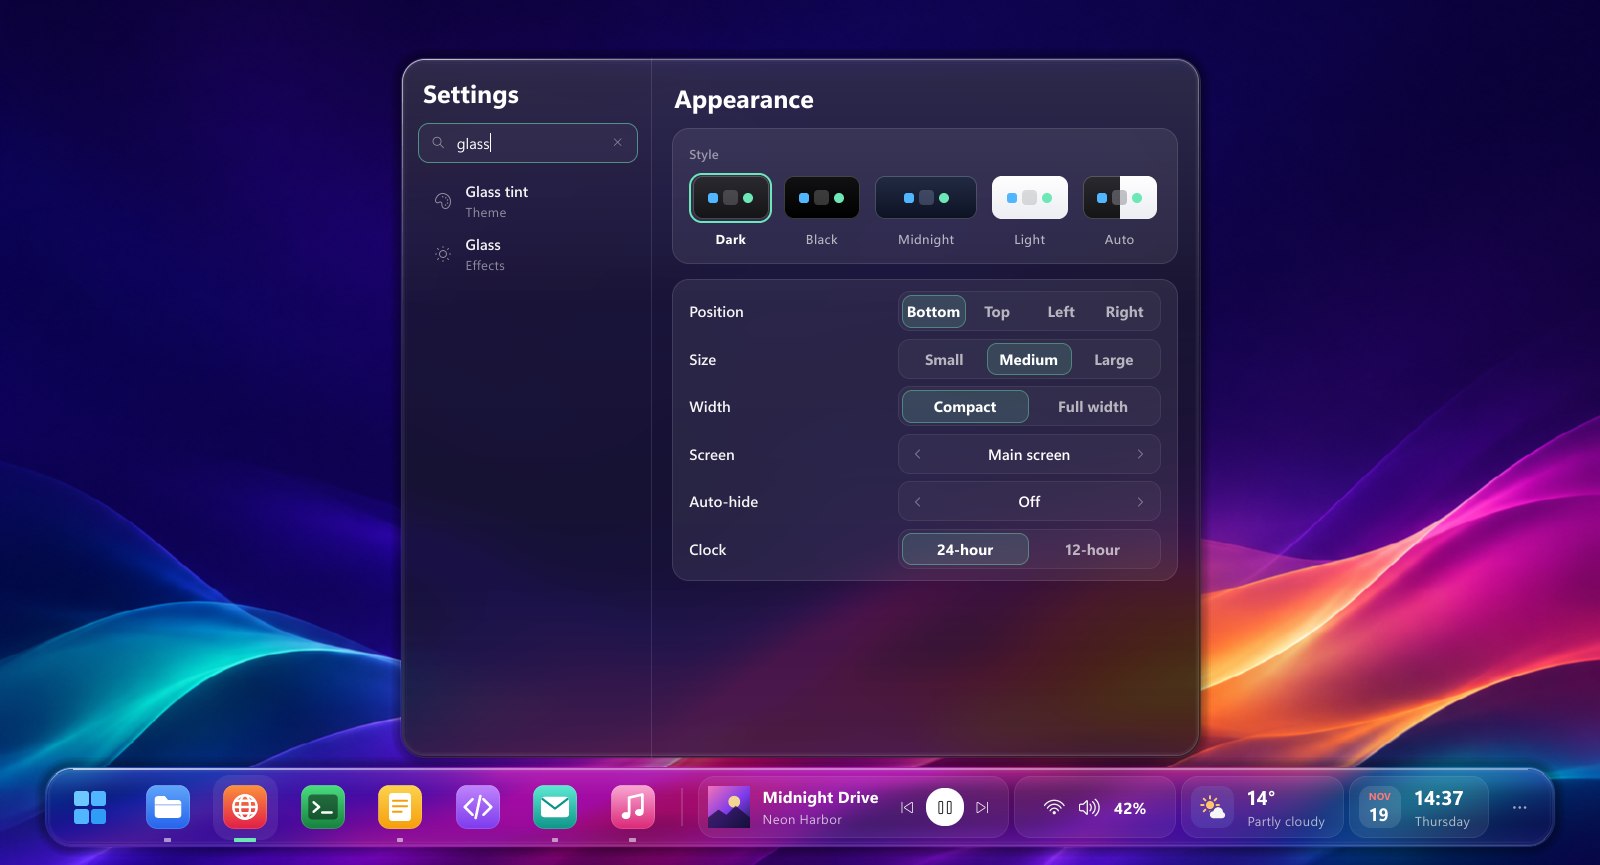 Settings
glass
Glass tint
Theme
Glass
Effects
Appearance
Style
Dark
Black
Midnight
Light
Auto
Position
Bottom
Top
Left
Right
Size
Small
Medium
Large
Width
Compact
Full width
Screen
Main screen
Auto-hide
Off
Clock
24-hour
12-hour
Midnight Drive
Neon Harbor
42%
14°
Partly cloudy
NOV
19
14:37
Thursday